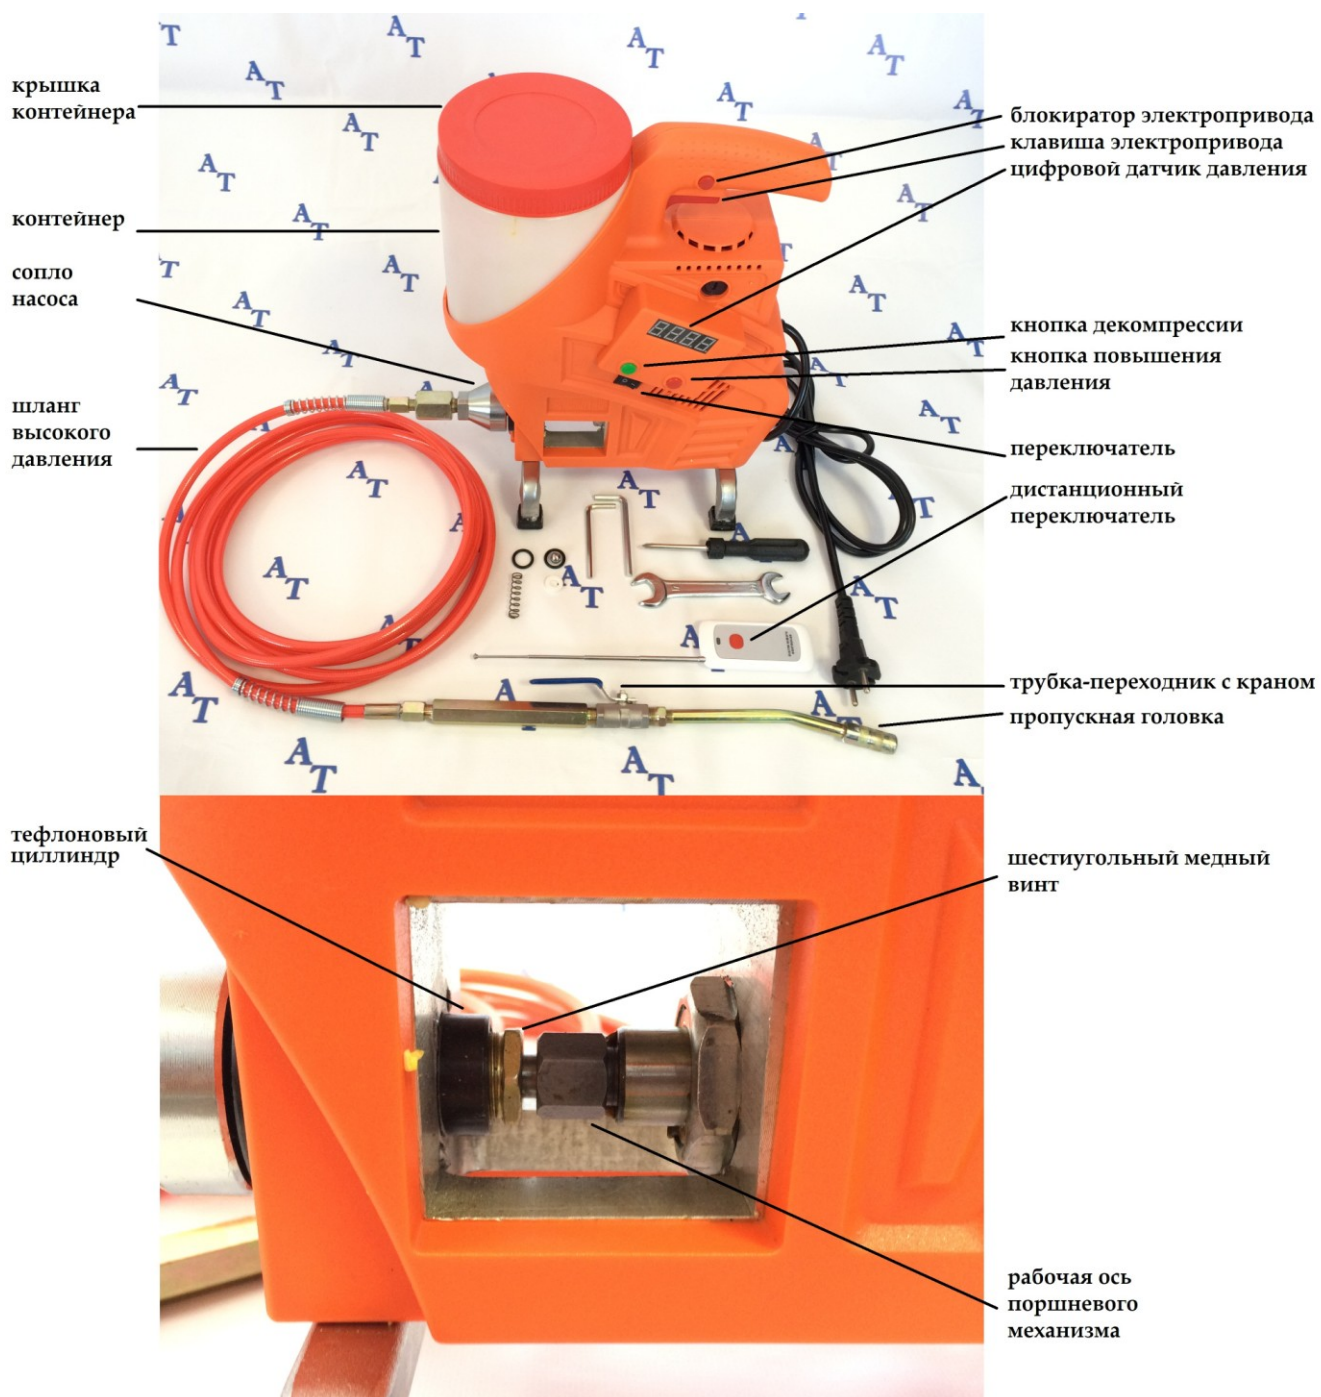 крышка
контейнера
контейнер
сопло
насоса
шланг
высокого
давления
блокиратор электропривода
клавиша электропривода
цифровой датчик давления
кнопка декомпрессии
кнопка повышения
давления
переключатель
дистанционный
переключатель
трубка-переходник с краном
пропускная головка
тефлоновый
циллиндр
шестиугольный медный
винт
рабочая ось
поршневого
механизма